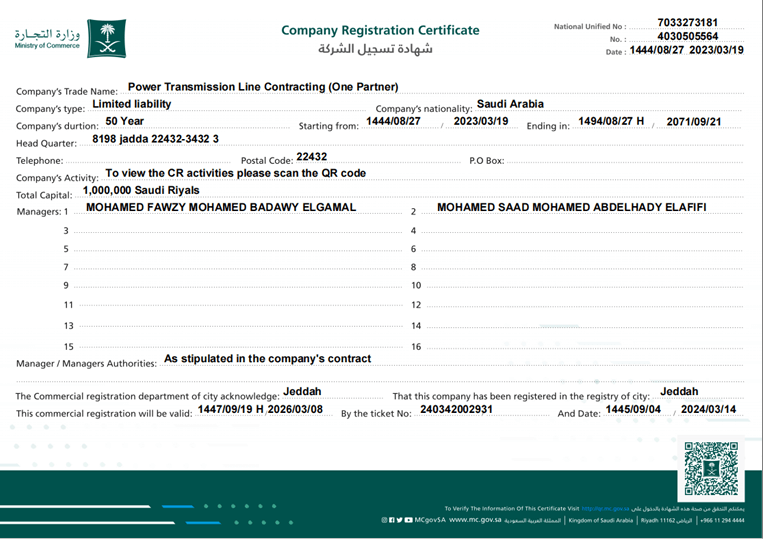 وزارة التجارة
Ministry of Commerce
Company Registration Certificate
شهادة تسجيل الشركة
National Unified No : 7033273181
No. : 4030505564
Date : 1444/08/27 2023/03/19
Company's Trade Name: Power Transmission Line Contracting (One Partner)
Company's type: Limited liability Company's nationality: Saudi Arabia
Company's durtion: 50 Year Starting from: 1444/08/27 / 2023/03/19 Ending in: 1494/08/27 H / 2071/09/21
Head Quarter: 8198 jadda 22432-3432 3
Telephone: Postal Code: 22432 P.O Box:
Company's Activity: To view the CR activities please scan the QR code
Total Capital: 1,000,000 Saudi Riyals
Managers: 1 MOHAMED FAWZY MOHAMED BADAWY ELGAMAL 2 MOHAMED SAAD MOHAMED ABDELHADY ELAFIFI
3 4
5 6
7 8
9 10
11 12
13 14
15 16
Manager / Managers Authorities: As stipulated in the company's contract
The Commercial registration department of city acknowledge: Jeddah That this company has been registered in the registry of city: Jeddah
This commercial registration will be valid: 1447/09/19 H 2026/03/08 By the ticket No: 240342002931 And Date: 1445/09/04 / 2024/03/14
To Verify The Information Of This Certificate Visit http://qr.mc.gov.sa يمكنكم التحقق من صحة هذه الشهادة بالدخول على
MCgovSA www.mc.gov.sa المملكة العربية السعودية | Kingdom of Saudi Arabia | Riyadh 11162 الرياض | +966 11 294 4444